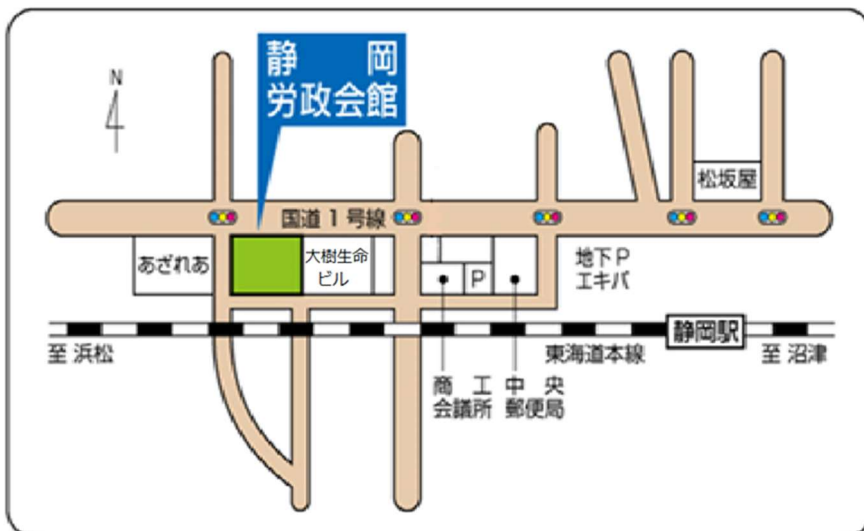 静 岡
労政会館
N
松坂屋
国道1号線
あざれあ
大樹生命
ビル
P
地下P
エキパ
静岡駅
至 浜松
東海道本線
至 沼津
商 工
会議所
中 央
郵便局